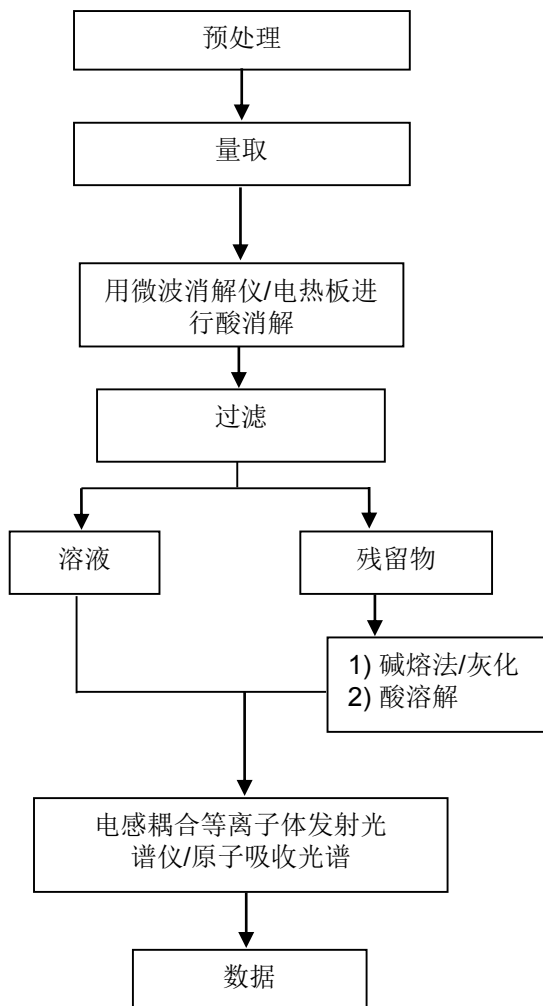 预处理
量取
用微波消解仪/电热板进
行酸消解
过滤
溶液
残留物
1) 碱熔法/灰化
2) 酸溶解
电感耦合等离子体发射光
谱仪/原子吸收光谱
数据